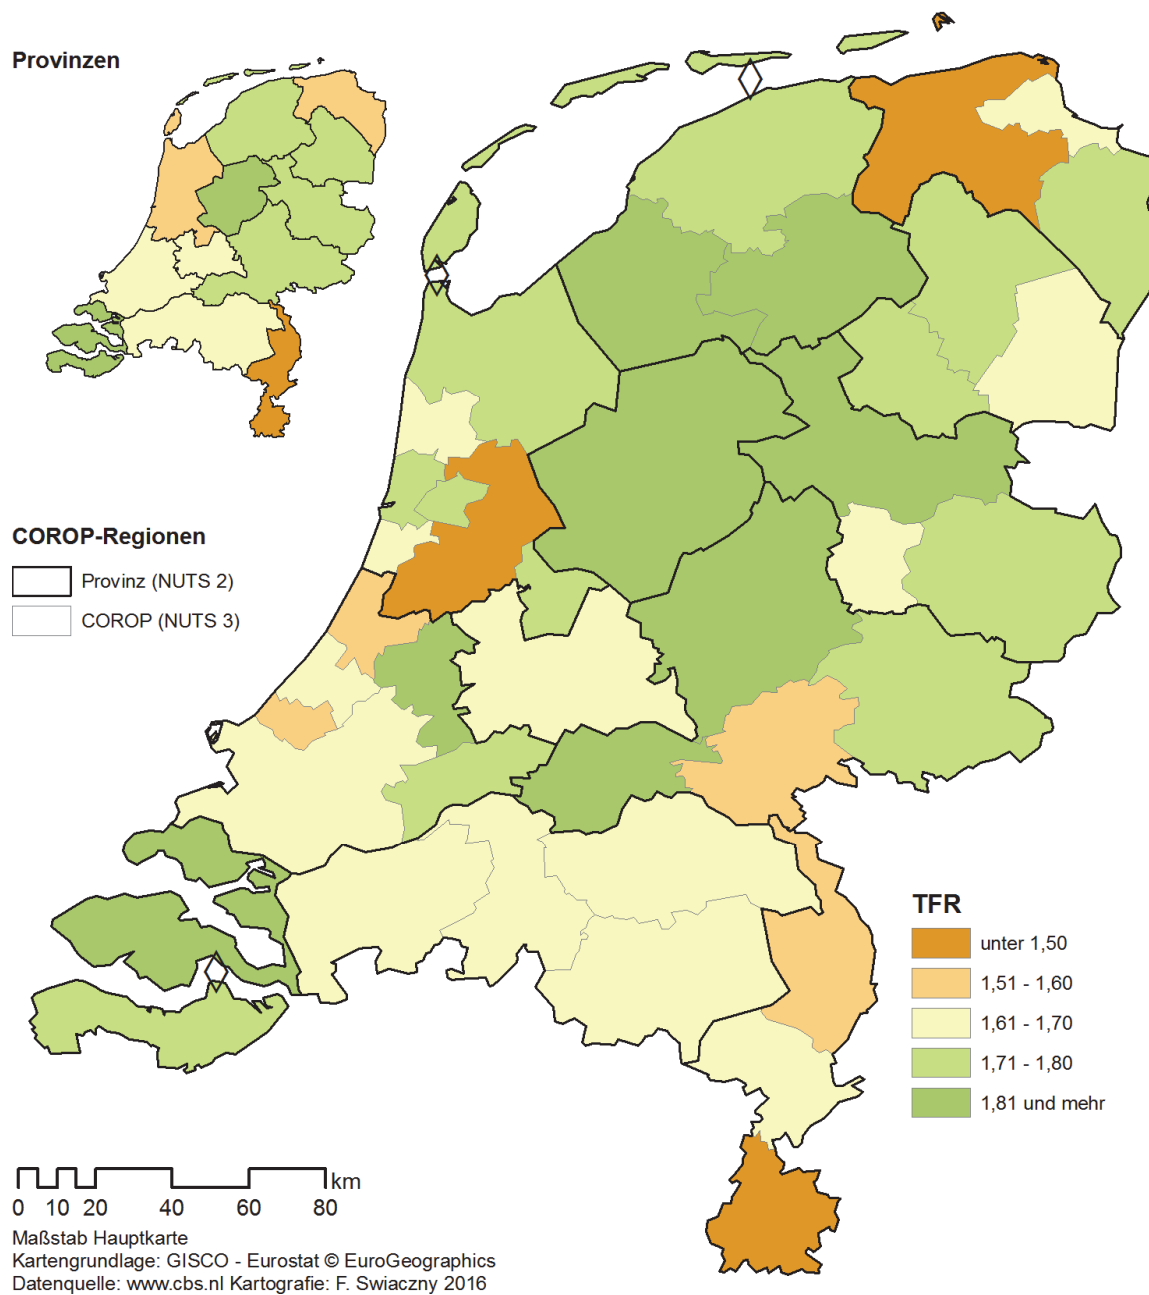 Provinzen
COROP-Regionen
Provinz (NUTS 2)
COROP (NUTS 3)
TFR
unter 1,50
1,51 - 1,60
1,61 - 1,70
1,71 - 1,80
1,81 und mehr
km
0 10 20 40 60 80
Maßstab Hauptkarte
Kartengrundlage: GISCO - Eurostat © EuroGeographics
Datenquelle: www.cbs.nl Kartografie: F. Swiaczny 2016